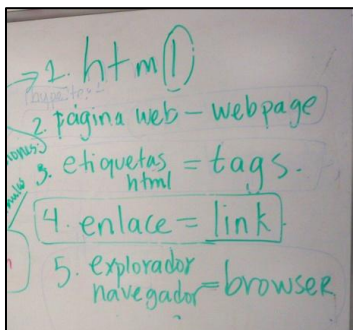 1. html
2. página web - webpage
3. etiquetas = tags.
html
4. enlace = link
5. explorador
navegador = browser